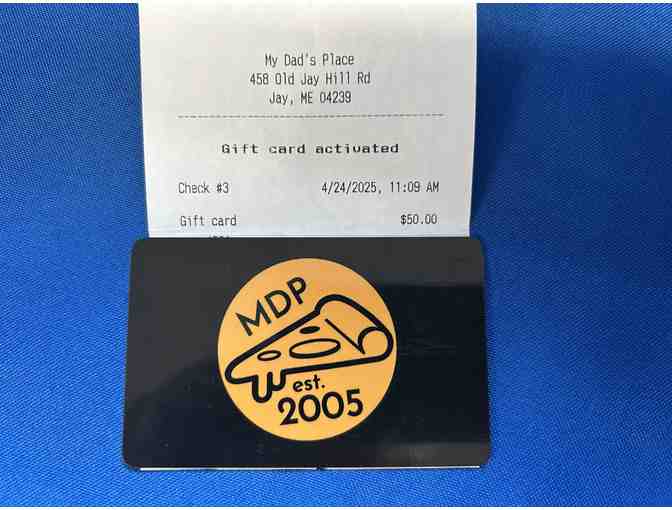 My Dad's Place
458 Old Jay Hill Rd
Jay, ME 04239
Gift card activated
Check #3 4/24/2025, 11:09 AM
Gift card $50.00
MDP
est.
2005